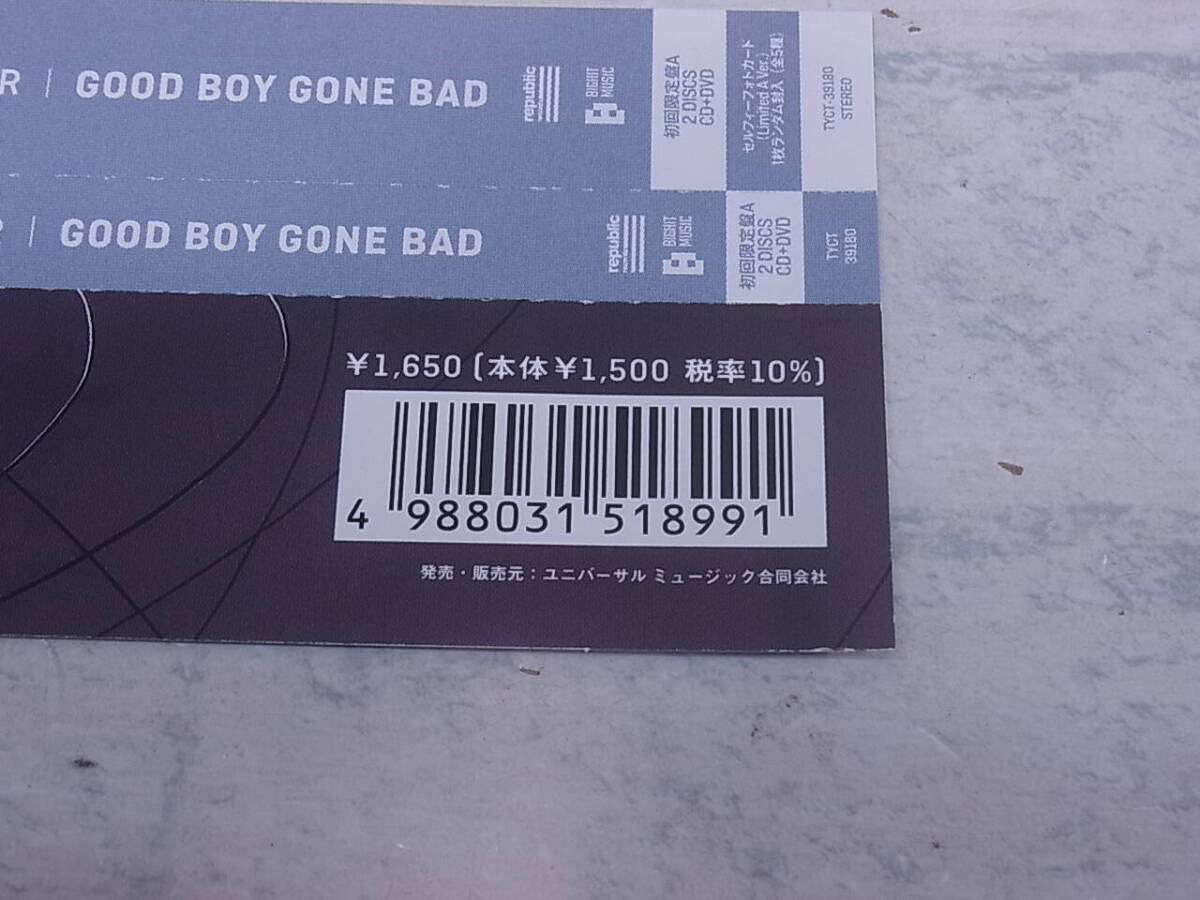 R | GOOD BOY GONE BAD
republic
BIGHIT
MUSIC
初回限定盤A
2 DISCS
CD+DVD
セルフィーフォトカード
(Limited A Ver.)
1枚ランダム封入(全5種)
TYCT-39180
STEREO
R | GOOD BOY GONE BAD
republic
BIGHIT
MUSIC
初回限定盤A
2 DISCS
CD+DVD
TYCT
39180
¥1,650 (本体¥1,500 税率10%)
4 988031 518991
発売・販売元:ユニバーサル ミュージック合同会社